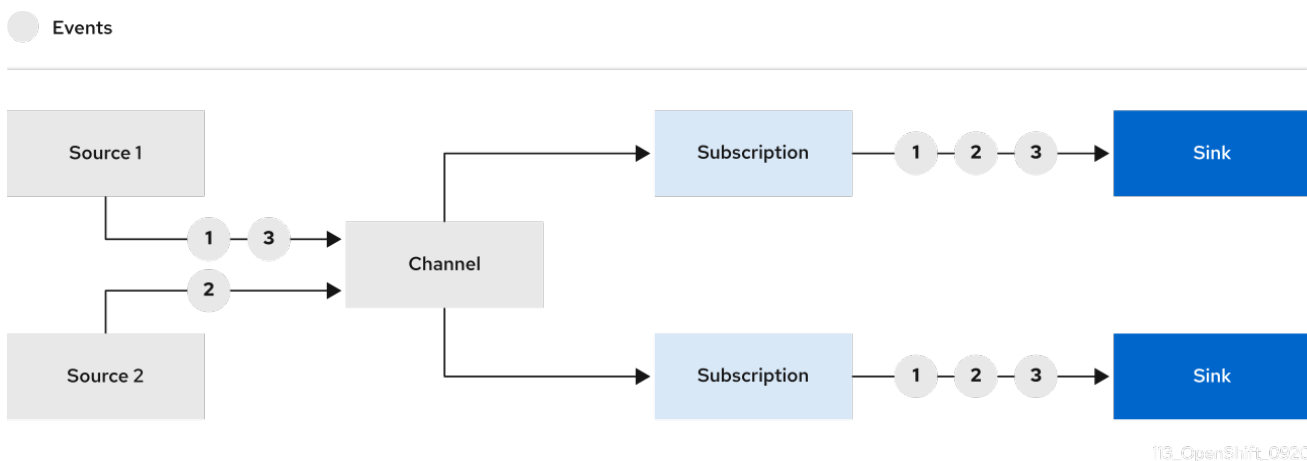 Events
Source 1
Subscription
1 2 3
Sink
1 3
Channel
2
Source 2
Subscription
1 2 3
Sink
113_OpenShift_0920